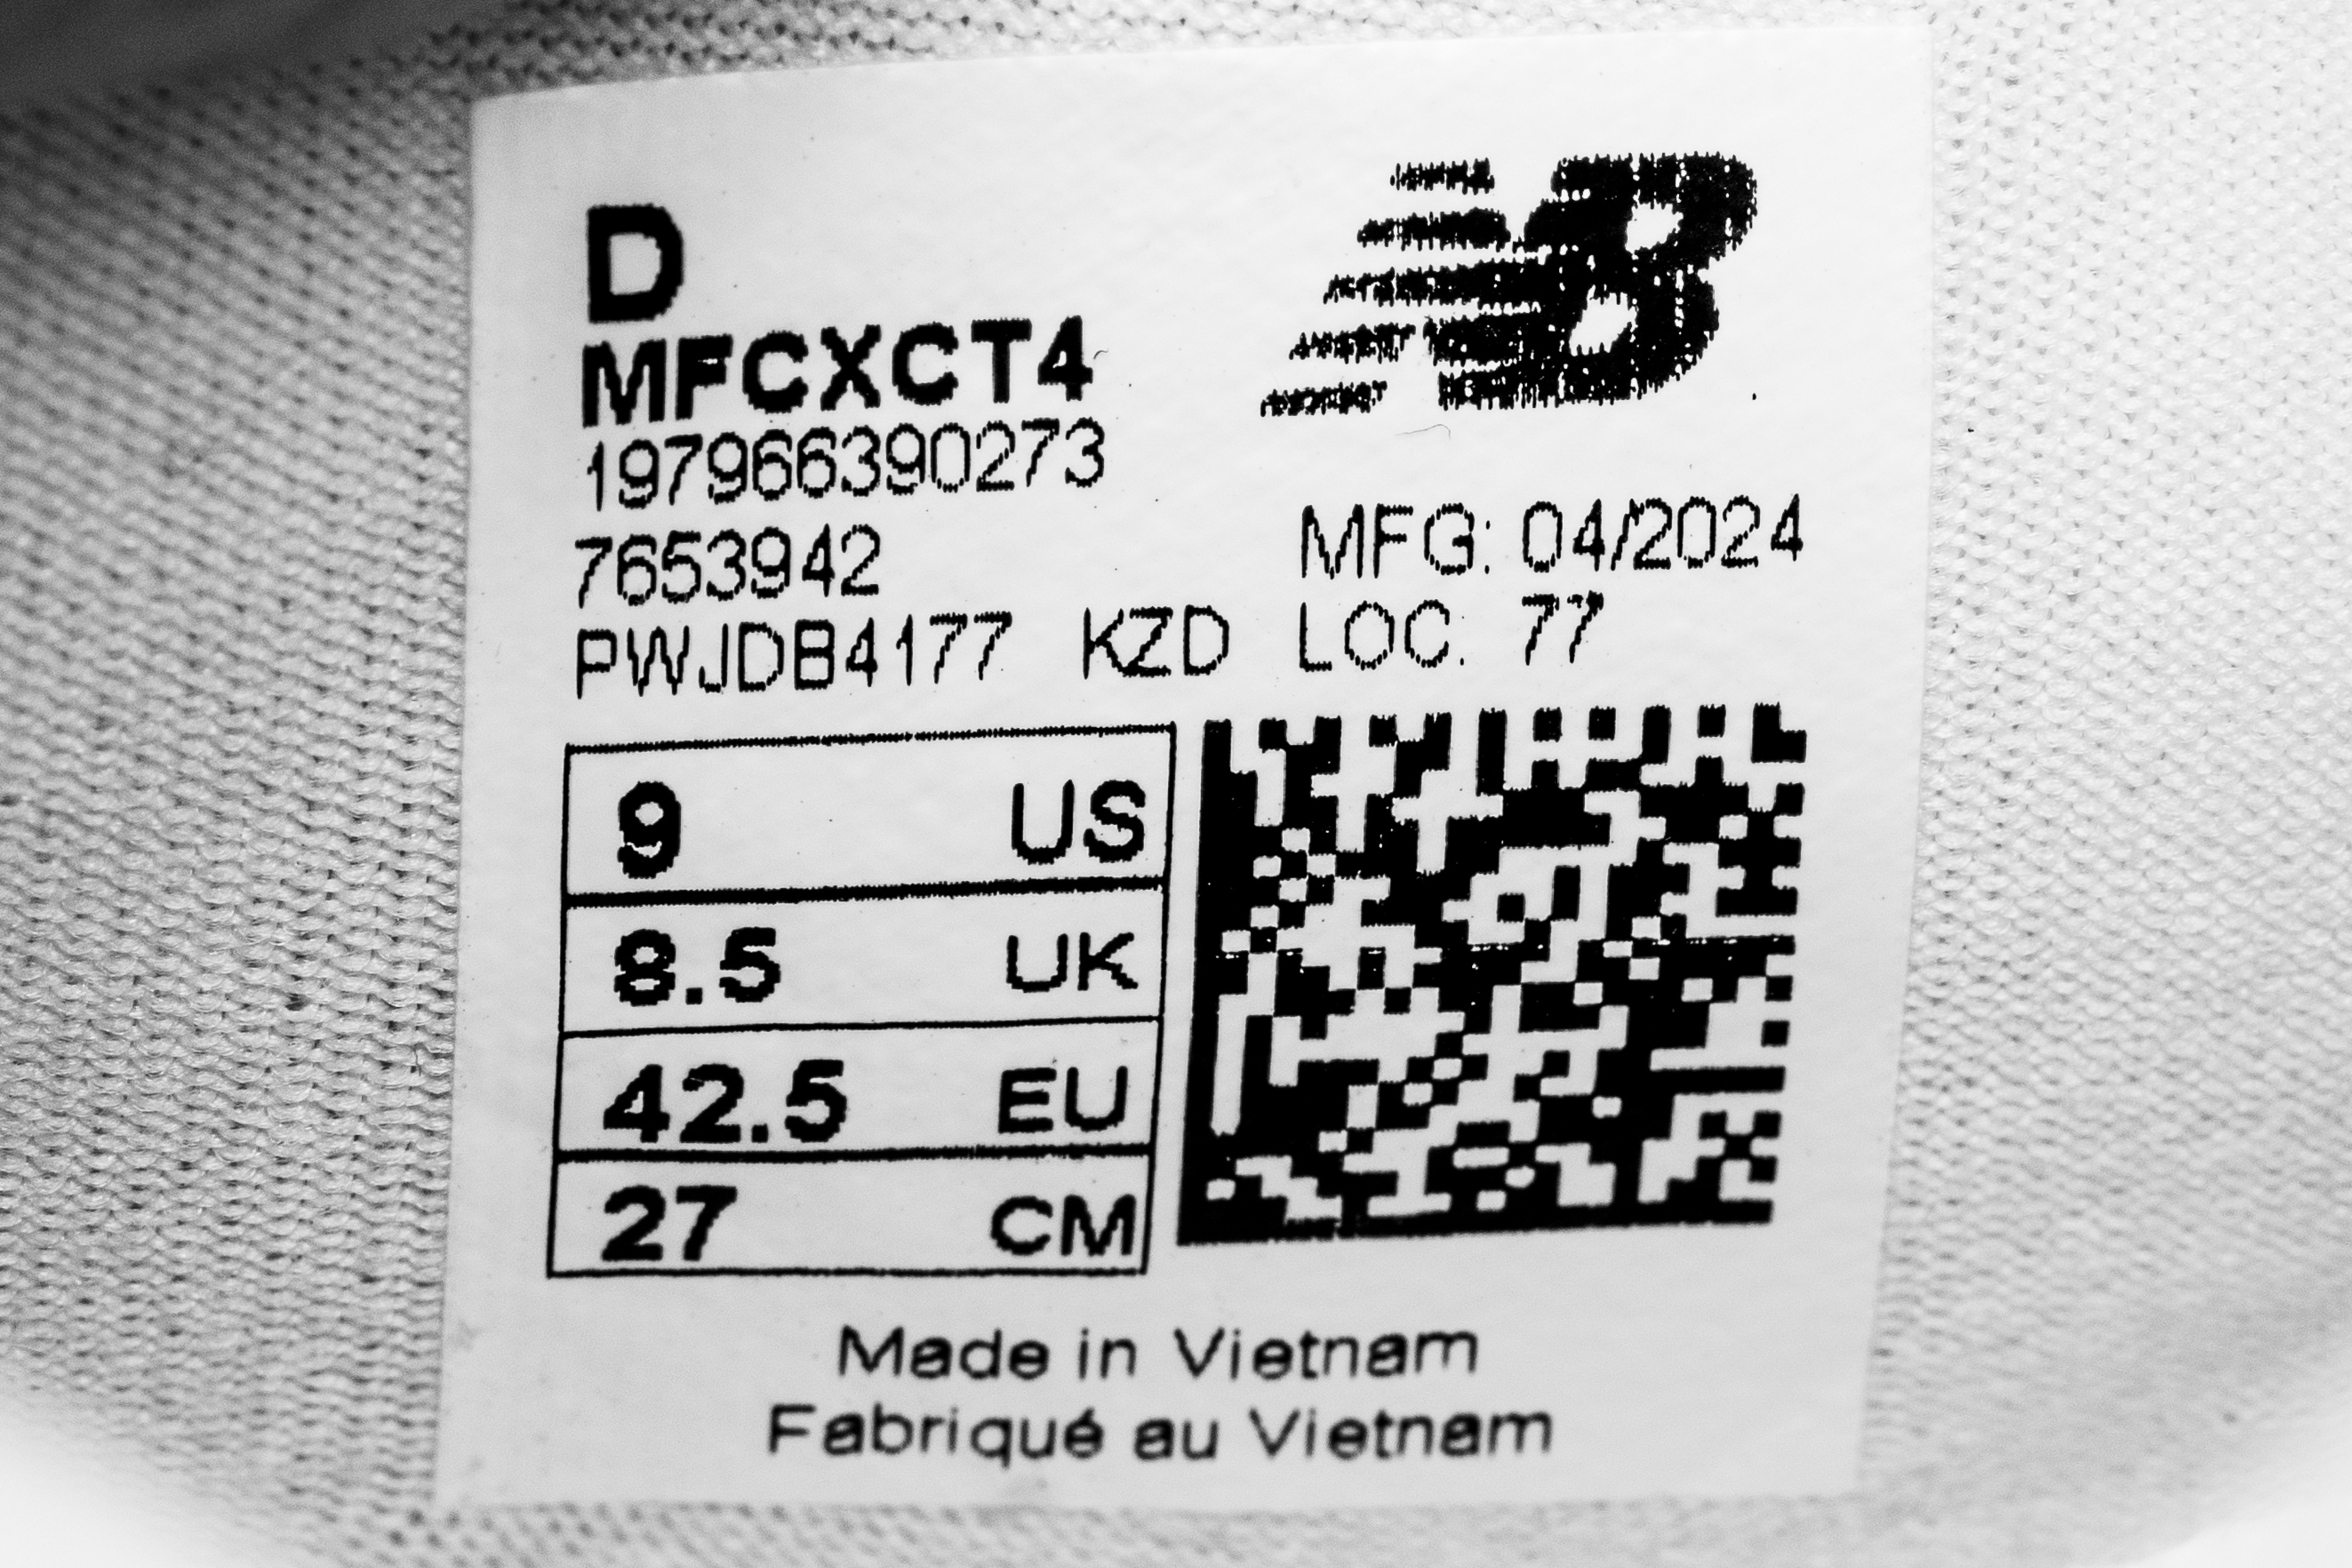 D
MFCXCT4
197966390273
7653942 MFG: 04/2024
PWJDB4177 KZD LOC. 77
9 US
8.5 UK
42.5 EU
27 CM
Made in Vietnam
Fabriqué au Vietnam